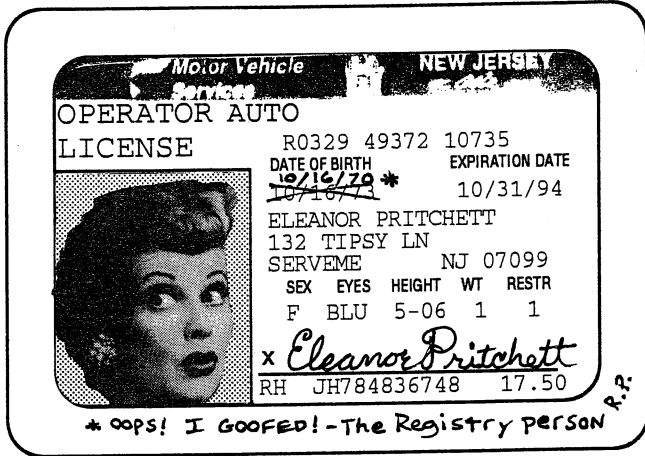 Motor Vehicle
Services
NEW JERSEY
OPERATOR AUTO
LICENSE
R0329 49372 10735
DATE OF BIRTH EXPIRATION DATE
10/16/70 *
10/16/73 10/31/94
ELEANOR PRITCHETT
132 TIPSY LN
SERVEME NJ 07099
SEX EYES HEIGHT WT RESTR
F BLU 5-06 1 1
x Eleanor Pritchett
RH JH784836748 17.50
* OOPS! I GOOFED! - The Registry person R.P.